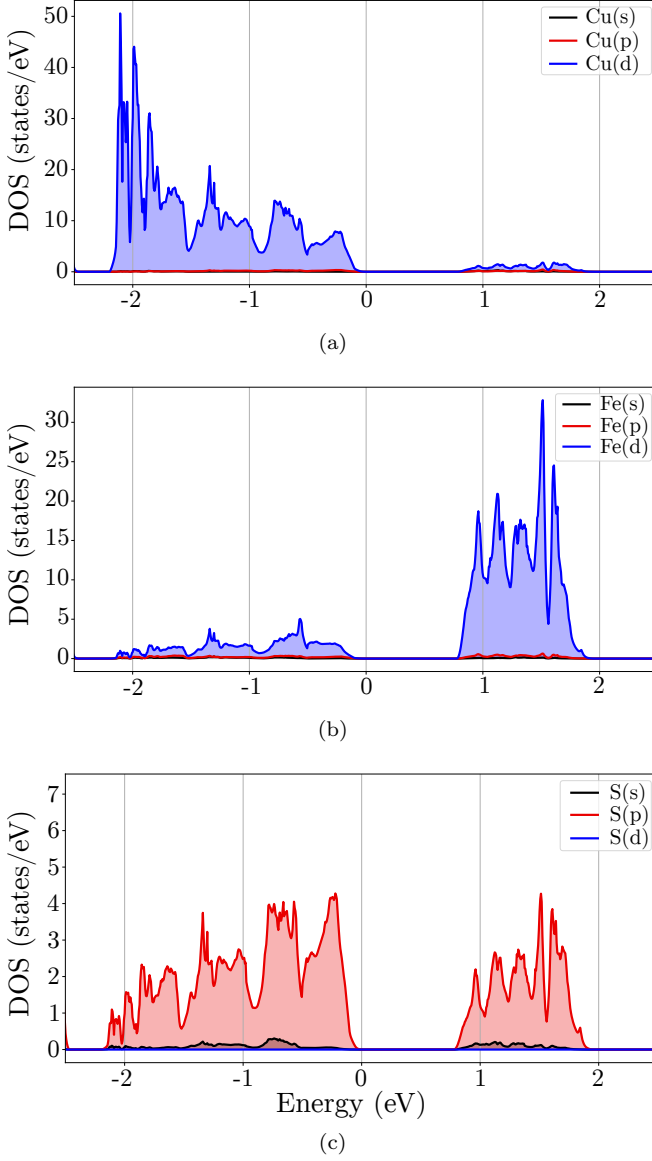 50
40
30
20
10
0
DOS (states/eV)
Cu(s)
Cu(p)
Cu(d)
-2 -1 0 1 2
(a)
30
25
20
15
10
5
0
DOS (states/eV)
Fe(s)
Fe(p)
Fe(d)
-2 -1 0 1 2
(b)
7
6
5
4
3
2
1
0
DOS (states/eV)
S(s)
S(p)
S(d)
-2 -1 0 1 2
Energy (eV)
(c)